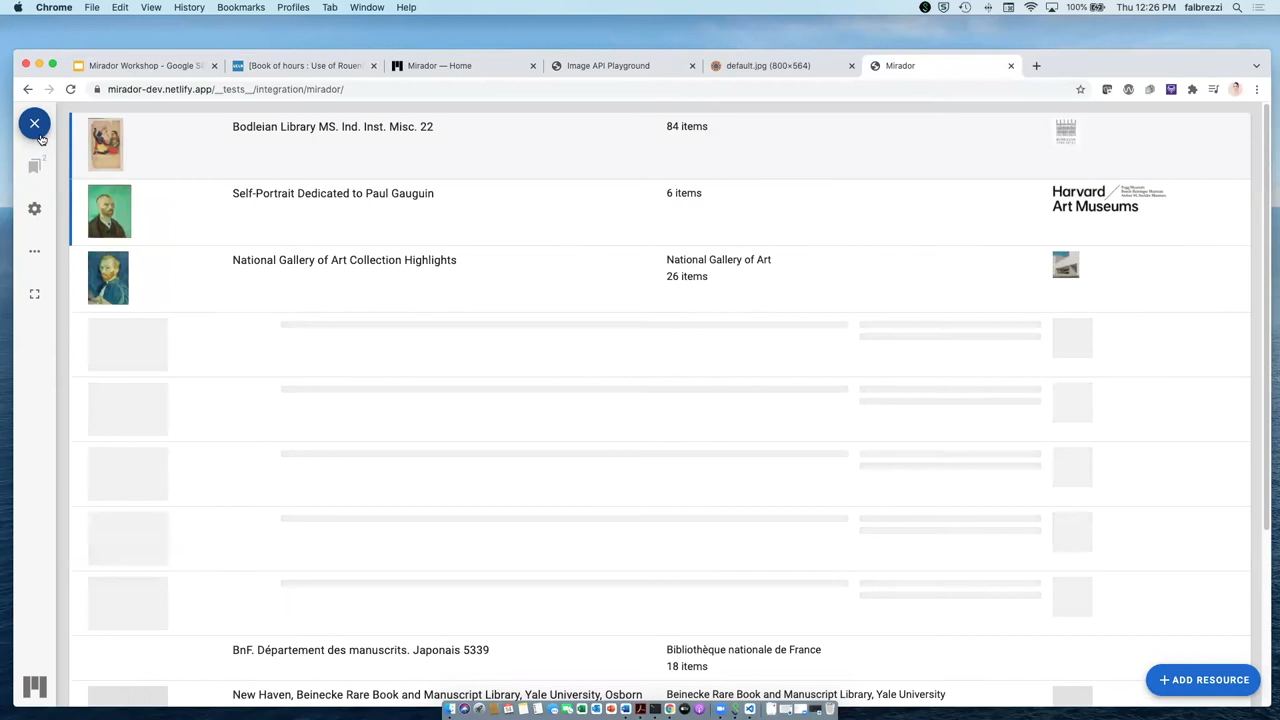 Chrome File Edit View History Bookmarks Profiles Tab Window Help 100% Thu 12:26 PM falbrezzi
Mirador Workshop - Google Sl
[Book of hours : Use of Rouen
Mirador — Home
Image API Playground
default.jpg (800×564)
Mirador
mirador-dev.netlify.app/__tests__/integration/mirador/
Bodleian Library MS. Ind. Inst. Misc. 22
84 items
2
Self-Portrait Dedicated to Paul Gauguin
6 items
Harvard
Art Museums
National Gallery of Art Collection Highlights
National Gallery of Art
26 items
BnF. Département des manuscrits. Japonais 5339
Bibliothèque nationale de France
18 items
+ ADD RESOURCE
New Haven, Beinecke Rare Book and Manuscript Library, Yale University, Osborn
Beinecke Rare Book and Manuscript Library, Yale University